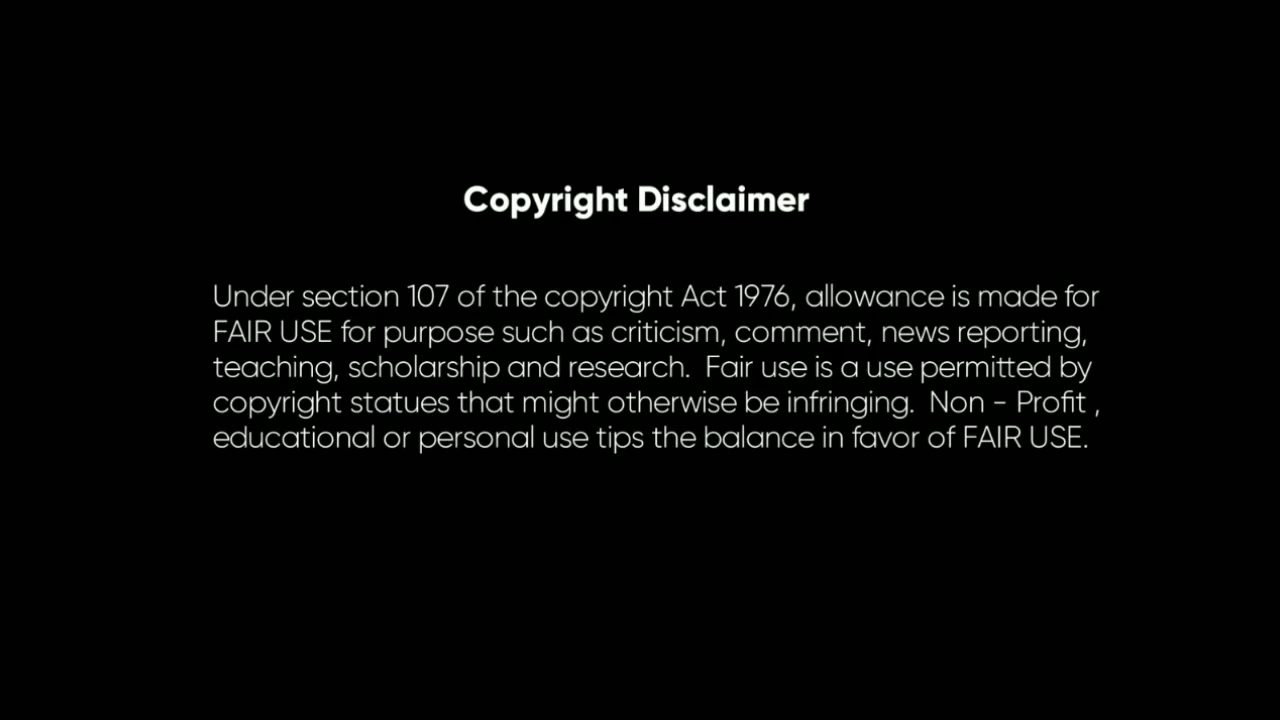 Copyright Disclaimer
Under section 107 of the copyright Act 1976, allowance is made for
FAIR USE for purpose such as criticism, comment, news reporting,
teaching, scholarship and research.  Fair use is a use permitted by
copyright statues that might otherwise be infringing.  Non - Profit ,
educational or personal use tips the balance in favor of FAIR USE.